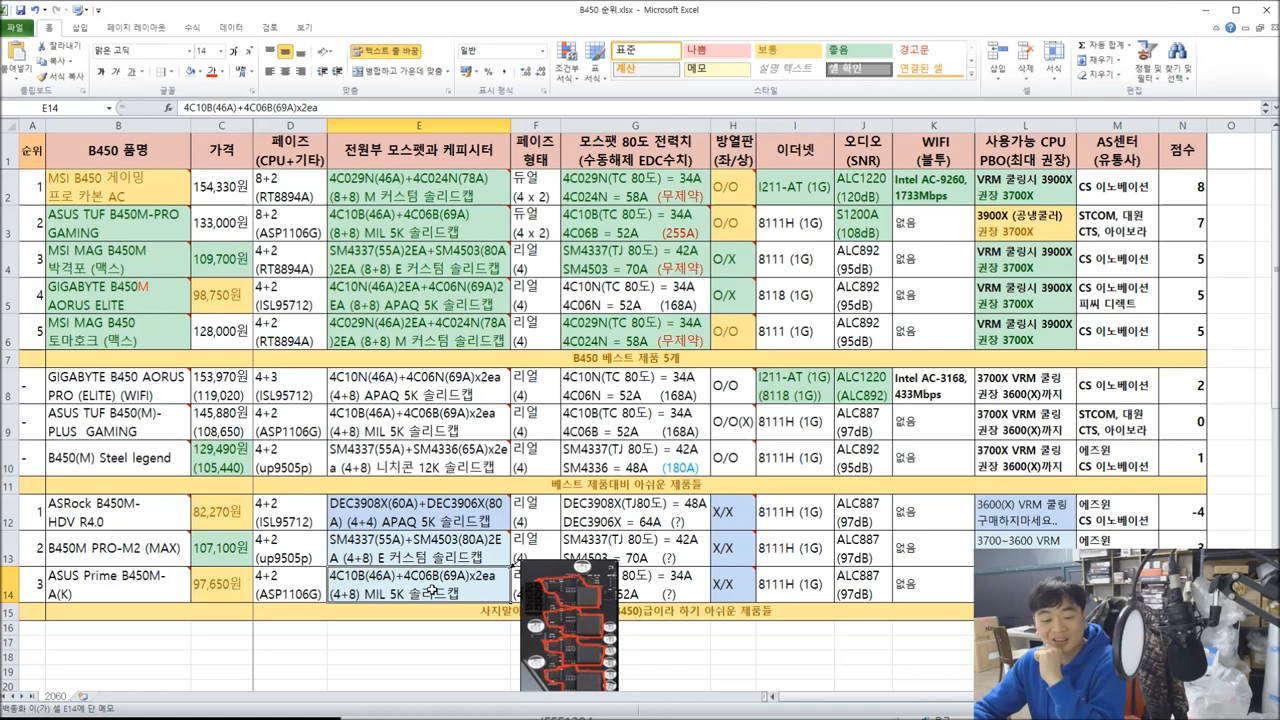 B450 순위.xlsx - Microsoft Excel
파일
홈
삽입
페이지 레이아웃
수식
데이터
검토
보기
붙여넣기
잘라내기
복사
서식 복사
클립보드
맑은 고딕
14
가
가
글꼴
텍스트 줄 바꿈
병합하고 가운데 맞춤
맞춤
일반
표시 형식
조건부 서식
표 서식
표준
나쁨
보통
좋음
경고문
계산
메모
설명 텍스트
셀 확인
연결된 셀
스타일
삽입
삭제
서식
셀
자동 합계
채우기
지우기
정렬 및 필터
찾기 및 선택
편집
E14
fx
4C10B(46A)+4C06B(69A)x2ea
A B C D E F G H I J K L M N O
1 순위 B450 품명 가격 페이즈 (CPU+기타) 전원부 모스펫과 케피시터 페이즈 형태 모스펫 80도 전력치 (수동해제 EDC수치) 방열판 (좌/상) 이더넷 오디오 (SNR) WIFI (블투) 사용가능 CPU PBO(최대 권장) AS센터 (유통사) 점수
2 1 MSI B450 게이밍 프로 카본 AC 154,330원 8+2 (RT8894A) 4C029N(46A)+4C024N(78A) (8+8) M 커스텀 솔리드캡 듀얼 (4 x 2) 4C029N(TC 80도) = 34A 4C024N = 58A (무제약) O/O I211-AT (1G) ALC1220 (120dB) Intel AC-9260, 1733Mbps VRM 쿨링시 3900X 권장 3700X CS 이노베이션 8
3 2 ASUS TUF B450M-PRO GAMING 133,000원 8+2 (ASP1106G) 4C10B(46A)+4C06B(69A) (8+8) MIL 5K 솔리드캡 듀얼 (4 x 2) 4C10B(TC 80도) = 34A 4C06B = 52A (255A) O/O 8111H (1G) S1200A (108dB) 없음 3900X (공냉쿨러) 권장 3700X STCOM, 대원 CTS, 아이보라 7
4 3 MSI MAG B450M 박격포 (맥스) 109,700원 4+2 (RT8894A) SM4337(55A)2EA+SM4503(80A )2EA (8+8) E 커스텀 솔리드캡 리얼 (4) SM4337(TJ 80도) = 42A SM4503 = 70A (무제약) O/X 8111 (1G) ALC892 (95dB) 없음 VRM 쿨링시 3900X 권장 3700X CS 이노베이션 5
5 4 GIGABYTE B450M AORUS ELITE 98,750원 4+2 (ISL95712) 4C10N(46A)2EA+4C06N(69A)2 EA (8+8) APAQ 5K 솔리드캡 리얼 (4) 4C10N(TC 80도) = 34A 4C06N = 52A (168A) O/X 8118 (1G) ALC892 (95dB) 없음 VRM 쿨링시 3900X 권장 3700X CS 이노베이션 피씨 디렉트 5
6 5 MSI MAG B450 토마호크 (맥스) 128,000원 4+2 (RT8894A) 4C029N(46A)2EA+4C024N(78A )2EA (8+8) M 커스텀 솔리드캡 리얼 (4) 4C029N(TC 80도) = 34A 4C024N = 58A (무제약) O/O 8111 (1G) ALC892 (95dB) 없음 VRM 쿨링시 3900X 권장 3700X CS 이노베이션 5
7 B450 베스트 제품 5개
8 - GIGABYTE B450 AORUS PRO (ELITE) (WIFI) 153,970원 (119,020) 4+3 (ISL95712) 4C10N(46A)+4C06N(69A)x2ea (4+8) APAQ 5K 솔리드캡 리얼 (4) 4C10N(TC 80도) = 34A 4C06N = 52A (168A) O/O I211-AT (1G) (8118 (1G)) ALC1220 (ALC892) Intel AC-3168, 433Mbps 3700X VRM 쿨링 3600(X)까지 CS 이노베이션 2
9 - ASUS TUF B450(M)- PLUS GAMING 145,880원 (108,650) 4+2 (ASP1106G) 4C10B(46A)+4C06B(69A)x2ea (4+8) MIL 5K 솔리드캡 리얼 (4) 4C10B(TC 80도) = 34A 4C06B = 52A (168A) O/O(X) 8111H (1G) ALC887 (97dB) 없음 3700X VRM 쿨링 3600(X)까지 STCOM, 대원 CTS, 아이보라 0
10 - B450(M) Steel legend 129,490원 (105,440) 4+2 (up9505p) SM4337(55A)+SM4336(65A)x2e a (4+8) 니치콘 12K 솔리드캡 리얼 (4) SM4337(TJ 80도) = 42A SM4336 = 48A (180A) O/O 8111H (1G) ALC892 (95dB) 없음 3700X VRM 쿨링 3600(X)까지 에즈윈 CS 이노베이션 1
11 베스트 제품대비 아쉬운 제품들
12 1 ASRock B450M- HDV R4.0 82,270원 4+2 (ISL95712) DEC3908X(60A)+DEC3906X(80 A) (4+4) APAQ 5K 솔리드캡 리얼 (4) DEC3908X(TJ80도) = 48A DEC3906X = 64A (?) X/X 8111H (1G) ALC887 (97dB) 없음 3600(X) VRM 쿨링 구매하지마세요.. 에즈윈 CS 이노베이션 -4
13 2 B450M PRO-M2 (MAX) 107,100원 4+2 (up9505p) SM4337(55A)+SM4503(80A)2E A (4+8) E 커스텀 솔리드캡 리얼 (4) SM4337(TJ 80도) = 42A SM4503 = 70A (?) X/X 8111H (1G) ALC887 (97dB) 없음 3700~3600 VRM
14 3 ASUS Prime B450M- A(K) 97,650원 4+2 (ASP1106G) 4C10B(46A)+4C06B(69A)x2ea (4+8) MIL 5K 솔리드캡 80도) = 34A 52A (?) X/X 8111H (1G) ALC887 (97dB) 없음
15 사지말이 B450)급이라 하기 아쉬운 제품들
16
17
18
19
20
2060
백종화 이(가) 셀 E14에 단 메모